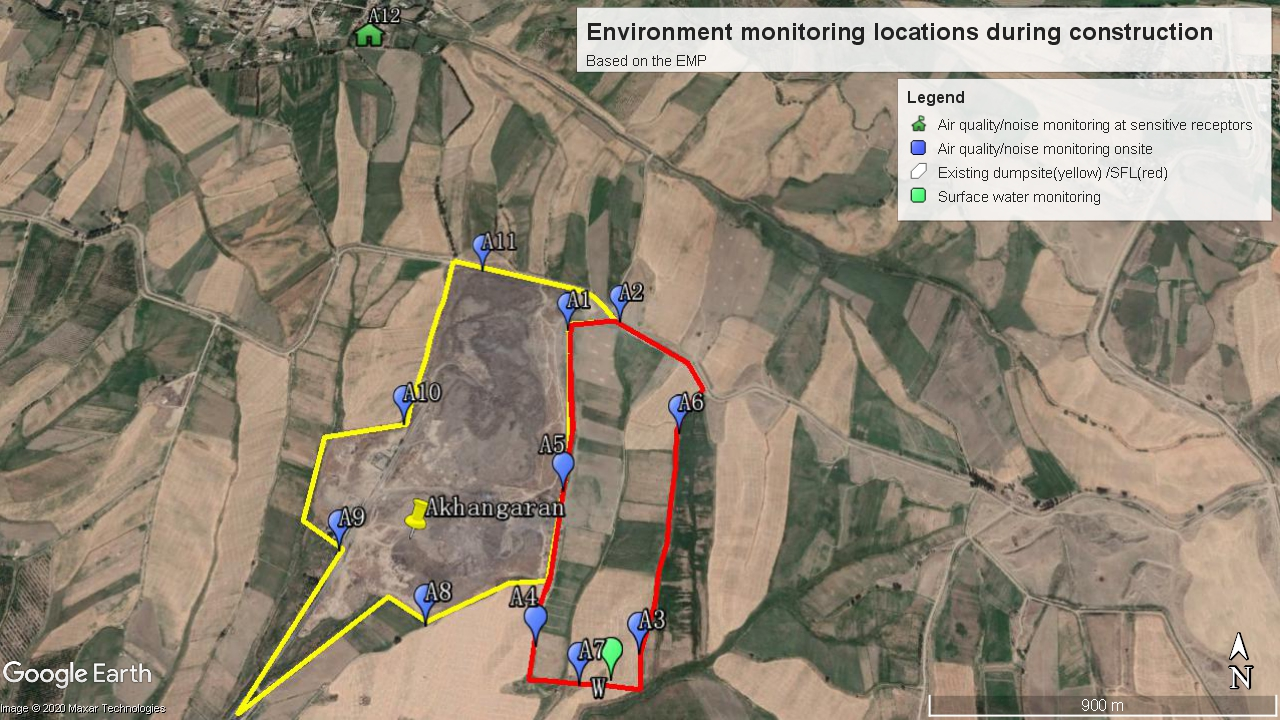 A12
Environment monitoring locations during construction
Based on the EMP
Legend
Air quality/noise monitoring at sensitive receptors
Air quality/noise monitoring onsite
Existing dumpsite(yellow) /SFL(red)
Surface water monitoring
A11
A1
A2
A10
A6
A5
Akhangaran
A9
A8
A4
A3
A7
W
N
Google Earth
Image © 2020 Maxar Technologies
900 m